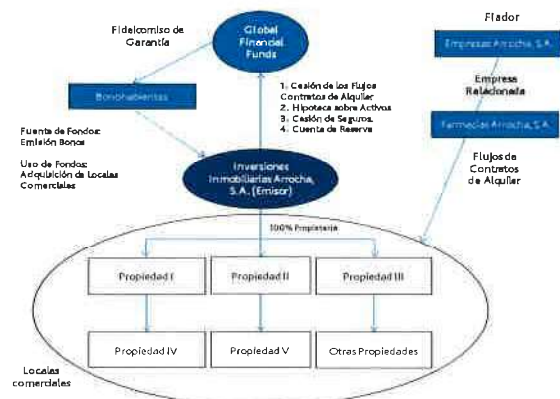 Fideicomiso de
Garantía
Global
Financial
Funds
Fiador
Empresas Arrocha, S.A.
Bonohabientes
1. Cesión de los Flujos
Contratos de Alquiler
2. Hipoteca sobre Activos
3. Cesión de Seguros.
4. Cuenta de Reserva
Empresa
Relacionada
Farmacias Arrocha, S.A.
Fuente de Fondos:
Emisión Bonos
Uso de Fondos:
Adquisición de Locales
Comerciales
Inversiones
Inmobiliarias Arrocha,
S.A. (Emisor)
Flujos de
Contratos
de Alquiler
100% Propietaria
Propiedad I
Propiedad II
Propiedad III
Propiedad IV
Propiedad V
Otras Propiedades
Locales
comerciales